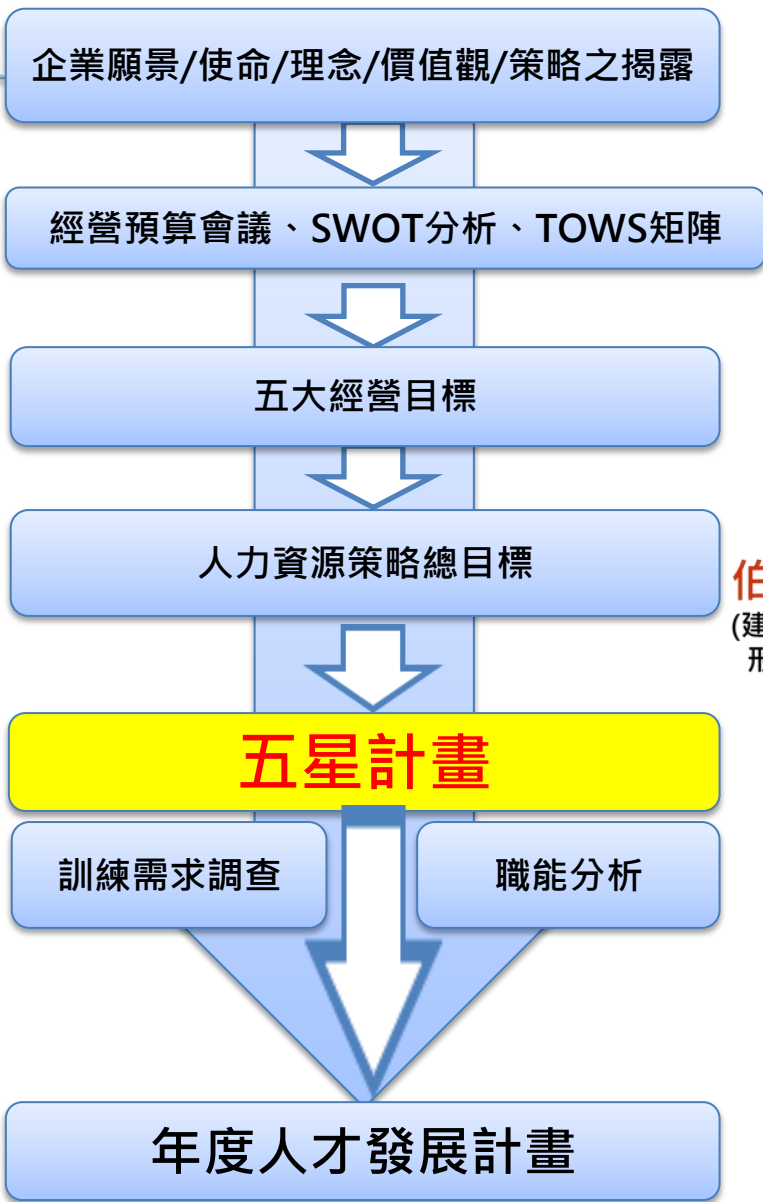 企業願景/使命/理念/價值觀/策略之揭露
經營預算會議、SWOT分析、TOWS矩陣
五大經營目標
人力資源策略總目標
伯
(建
形
五星計畫
訓練需求調查
職能分析
年度人才發展計畫